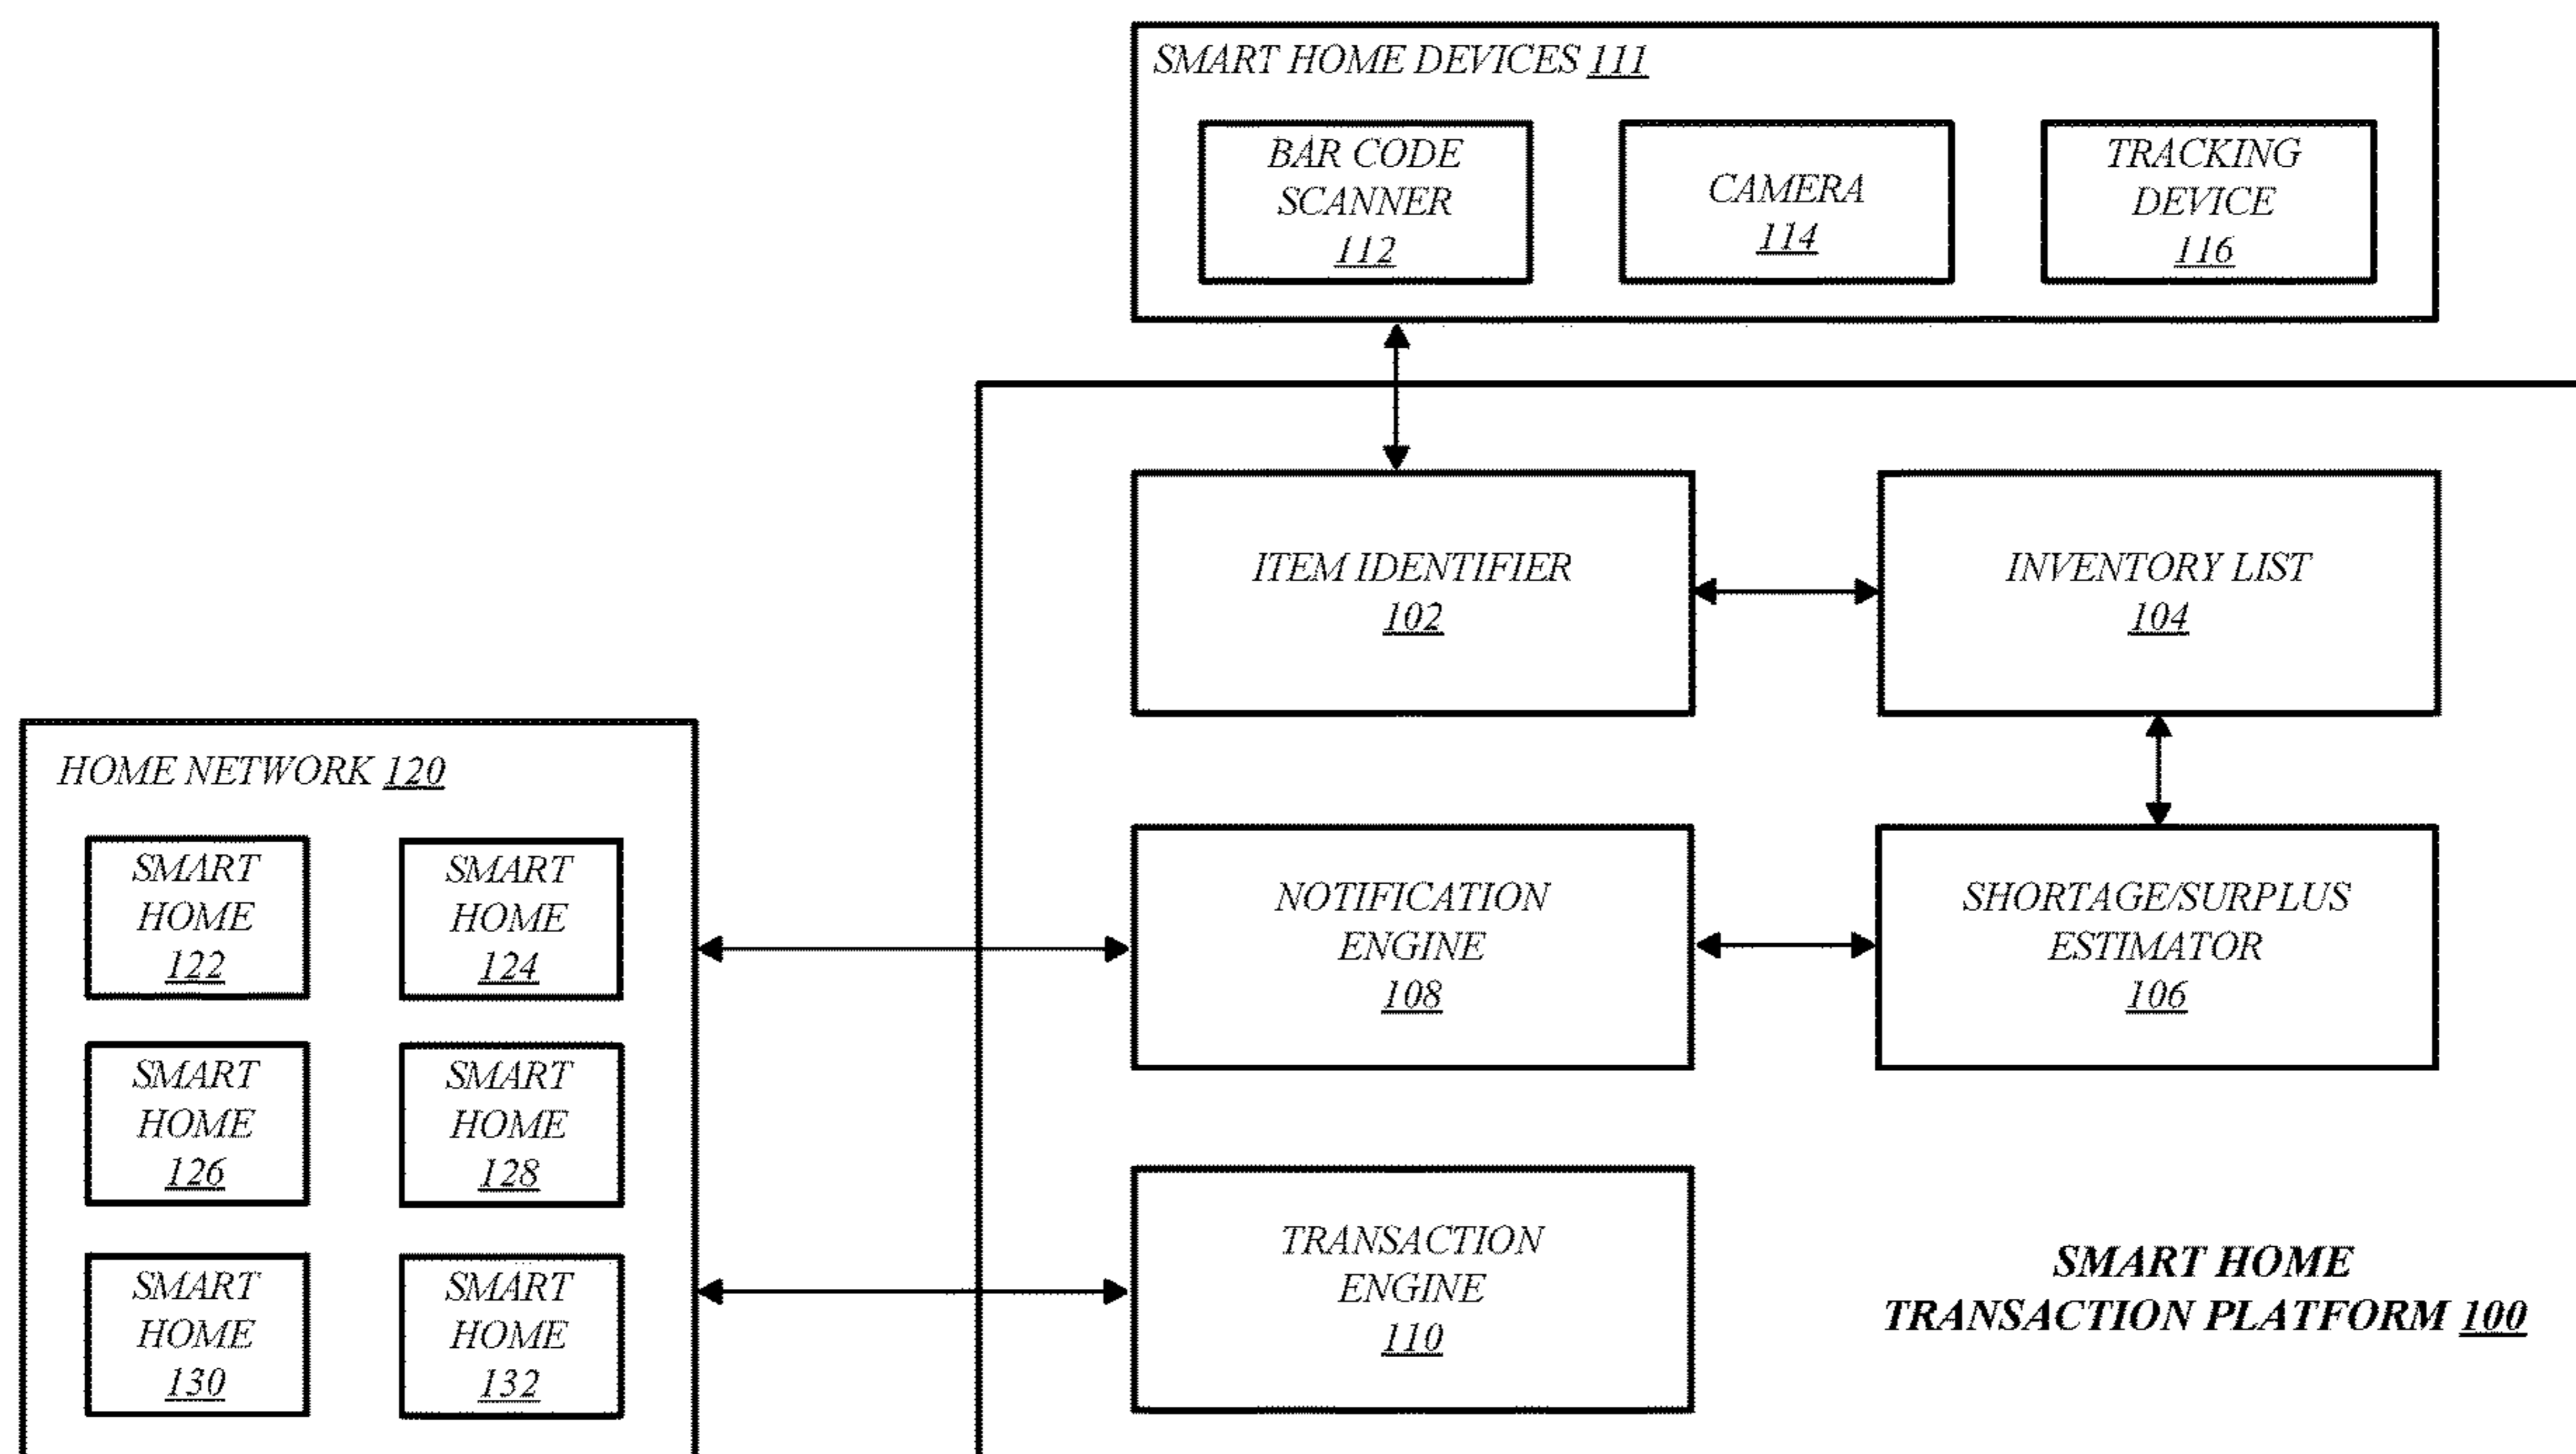 SMART HOME DEVICES 111
BAR CODE
SCANNER
112
CAMERA
114
TRACKING
DEVICE
116
ITEM IDENTIFIER
102
INVENTORY LIST
104
HOME NETWORK 120
SMART
HOME
122
SMART
HOME
124
SMART
HOME
126
SMART
HOME
128
SMART
HOME
130
SMART
HOME
132
NOTIFICATION
ENGINE
108
SHORTAGE/SURPLUS
ESTIMATOR
106
TRANSACTION
ENGINE
110
SMART HOME
TRANSACTION PLATFORM 100